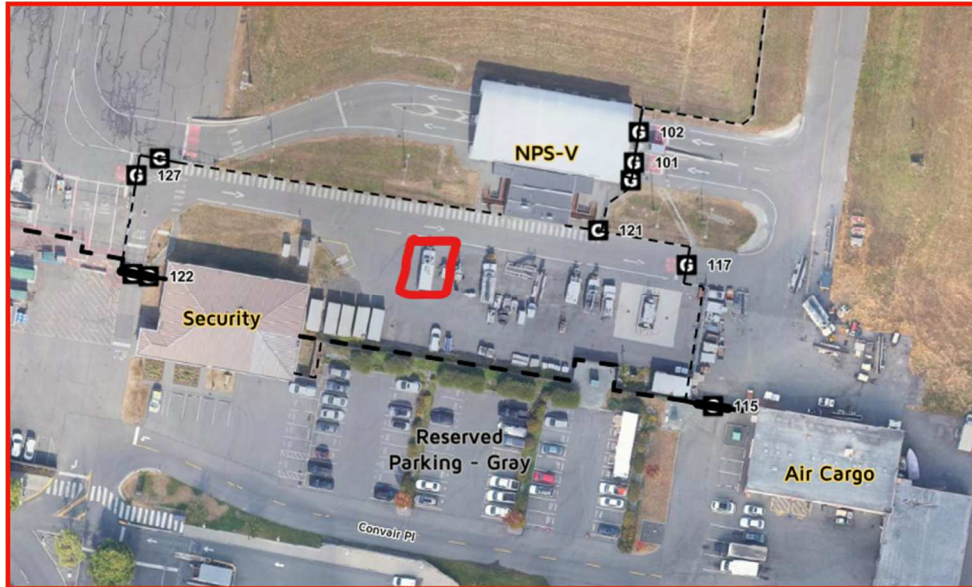 102
NPS-V
101
G
C
G
127
G
G
C
121
G
117
122
Security
115
Reserved
Parking - Gray
Air Cargo
Convair Pl